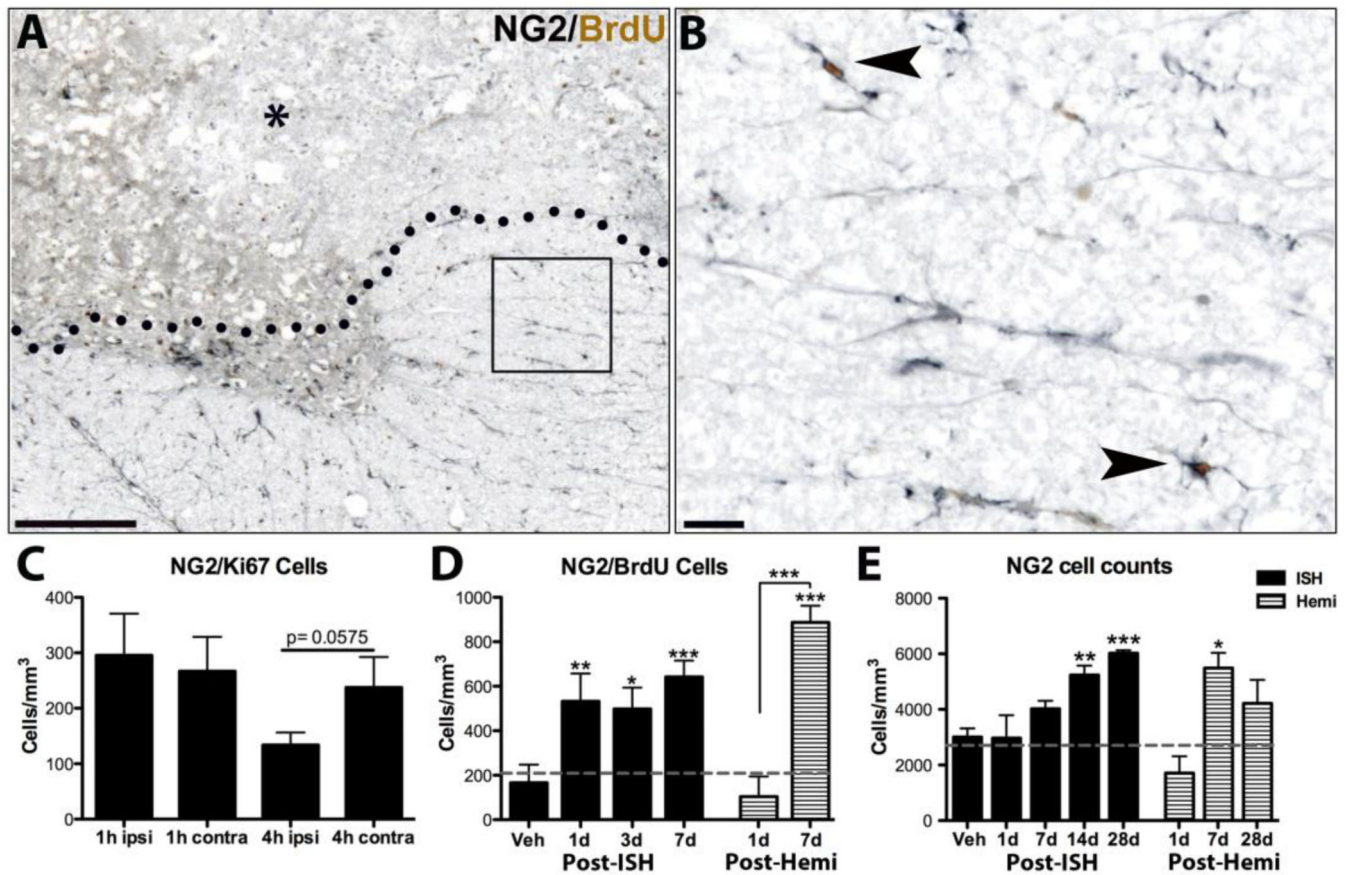 A
NG2/BrdU
B
*
C
NG2/Ki67 Cells
Cells/mm³
400
300
200
100
0
p= 0.0575
1h ipsi
1h contra
4h ipsi
4h contra
D
NG2/BrdU Cells
Cells/mm³
1000
800
600
400
200
0
**
*
***
***
***
Veh
1d
3d
7d
1d
7d
Post-ISH
Post-Hemi
E
NG2 cell counts
ISH
Hemi
Cells/mm³
8000
6000
4000
2000
0
**
***
*
Veh
1d
7d
14d
28d
1d
7d
28d
Post-ISH
Post-Hemi